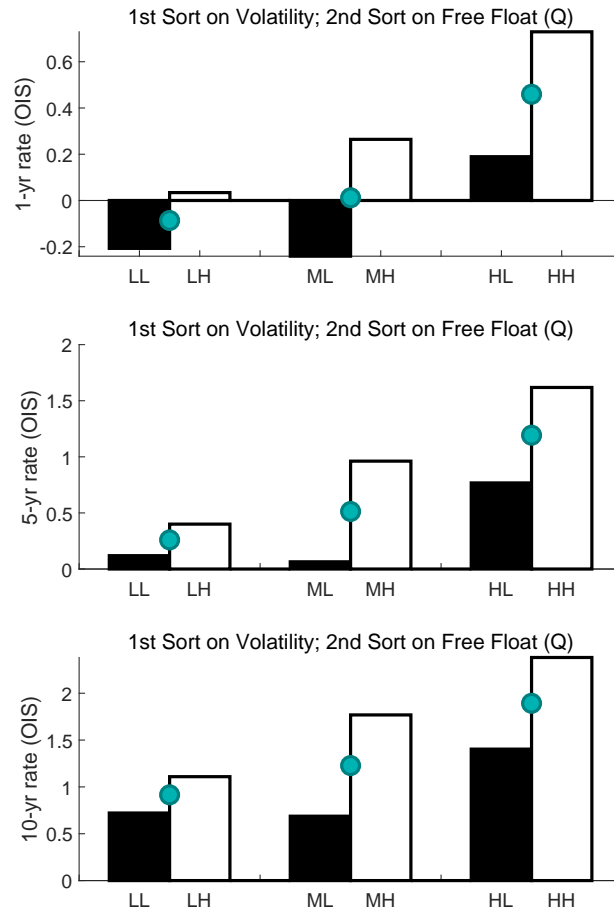 1st Sort on Volatility; 2nd Sort on Free Float (Q)
1-yr rate (OIS)
0.6
0.4
0.2
0
-0.2
LL LH ML MH HL HH
1st Sort on Volatility; 2nd Sort on Free Float (Q)
5-yr rate (OIS)
2
1.5
1
0.5
0
LL LH ML MH HL HH
1st Sort on Volatility; 2nd Sort on Free Float (Q)
10-yr rate (OIS)
2
1.5
1
0.5
0
LL LH ML MH HL HH